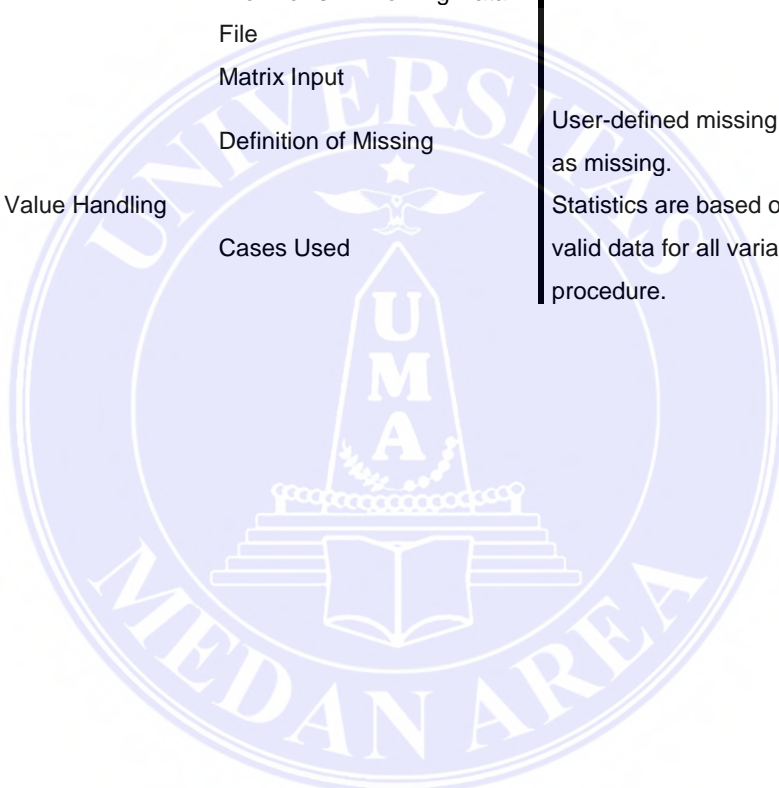 File
Matrix Input
Definition of Missing
User-defined missing
as missing.
Value Handling
Cases Used
Statistics are based o
valid data for all varia
procedure.
UNIVERSITAS
UMA
MEDAN AREA